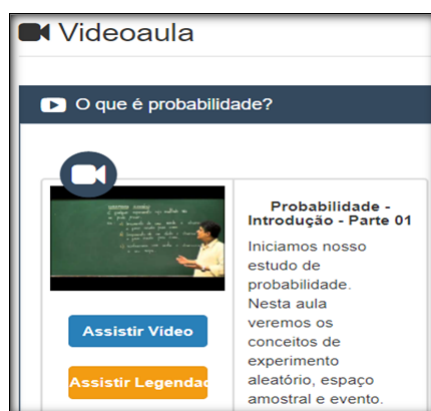 Videoaula
O que é probabilidade?
Probabilidade -
Introdução - Parte 01
Iniciamos nosso
estudo de
probabilidade.
Nesta aula
veremos os
conceitos de
experimento
aleatório, espaço
amostral e evento.
Assistir Vídeo
Assistir Legendad